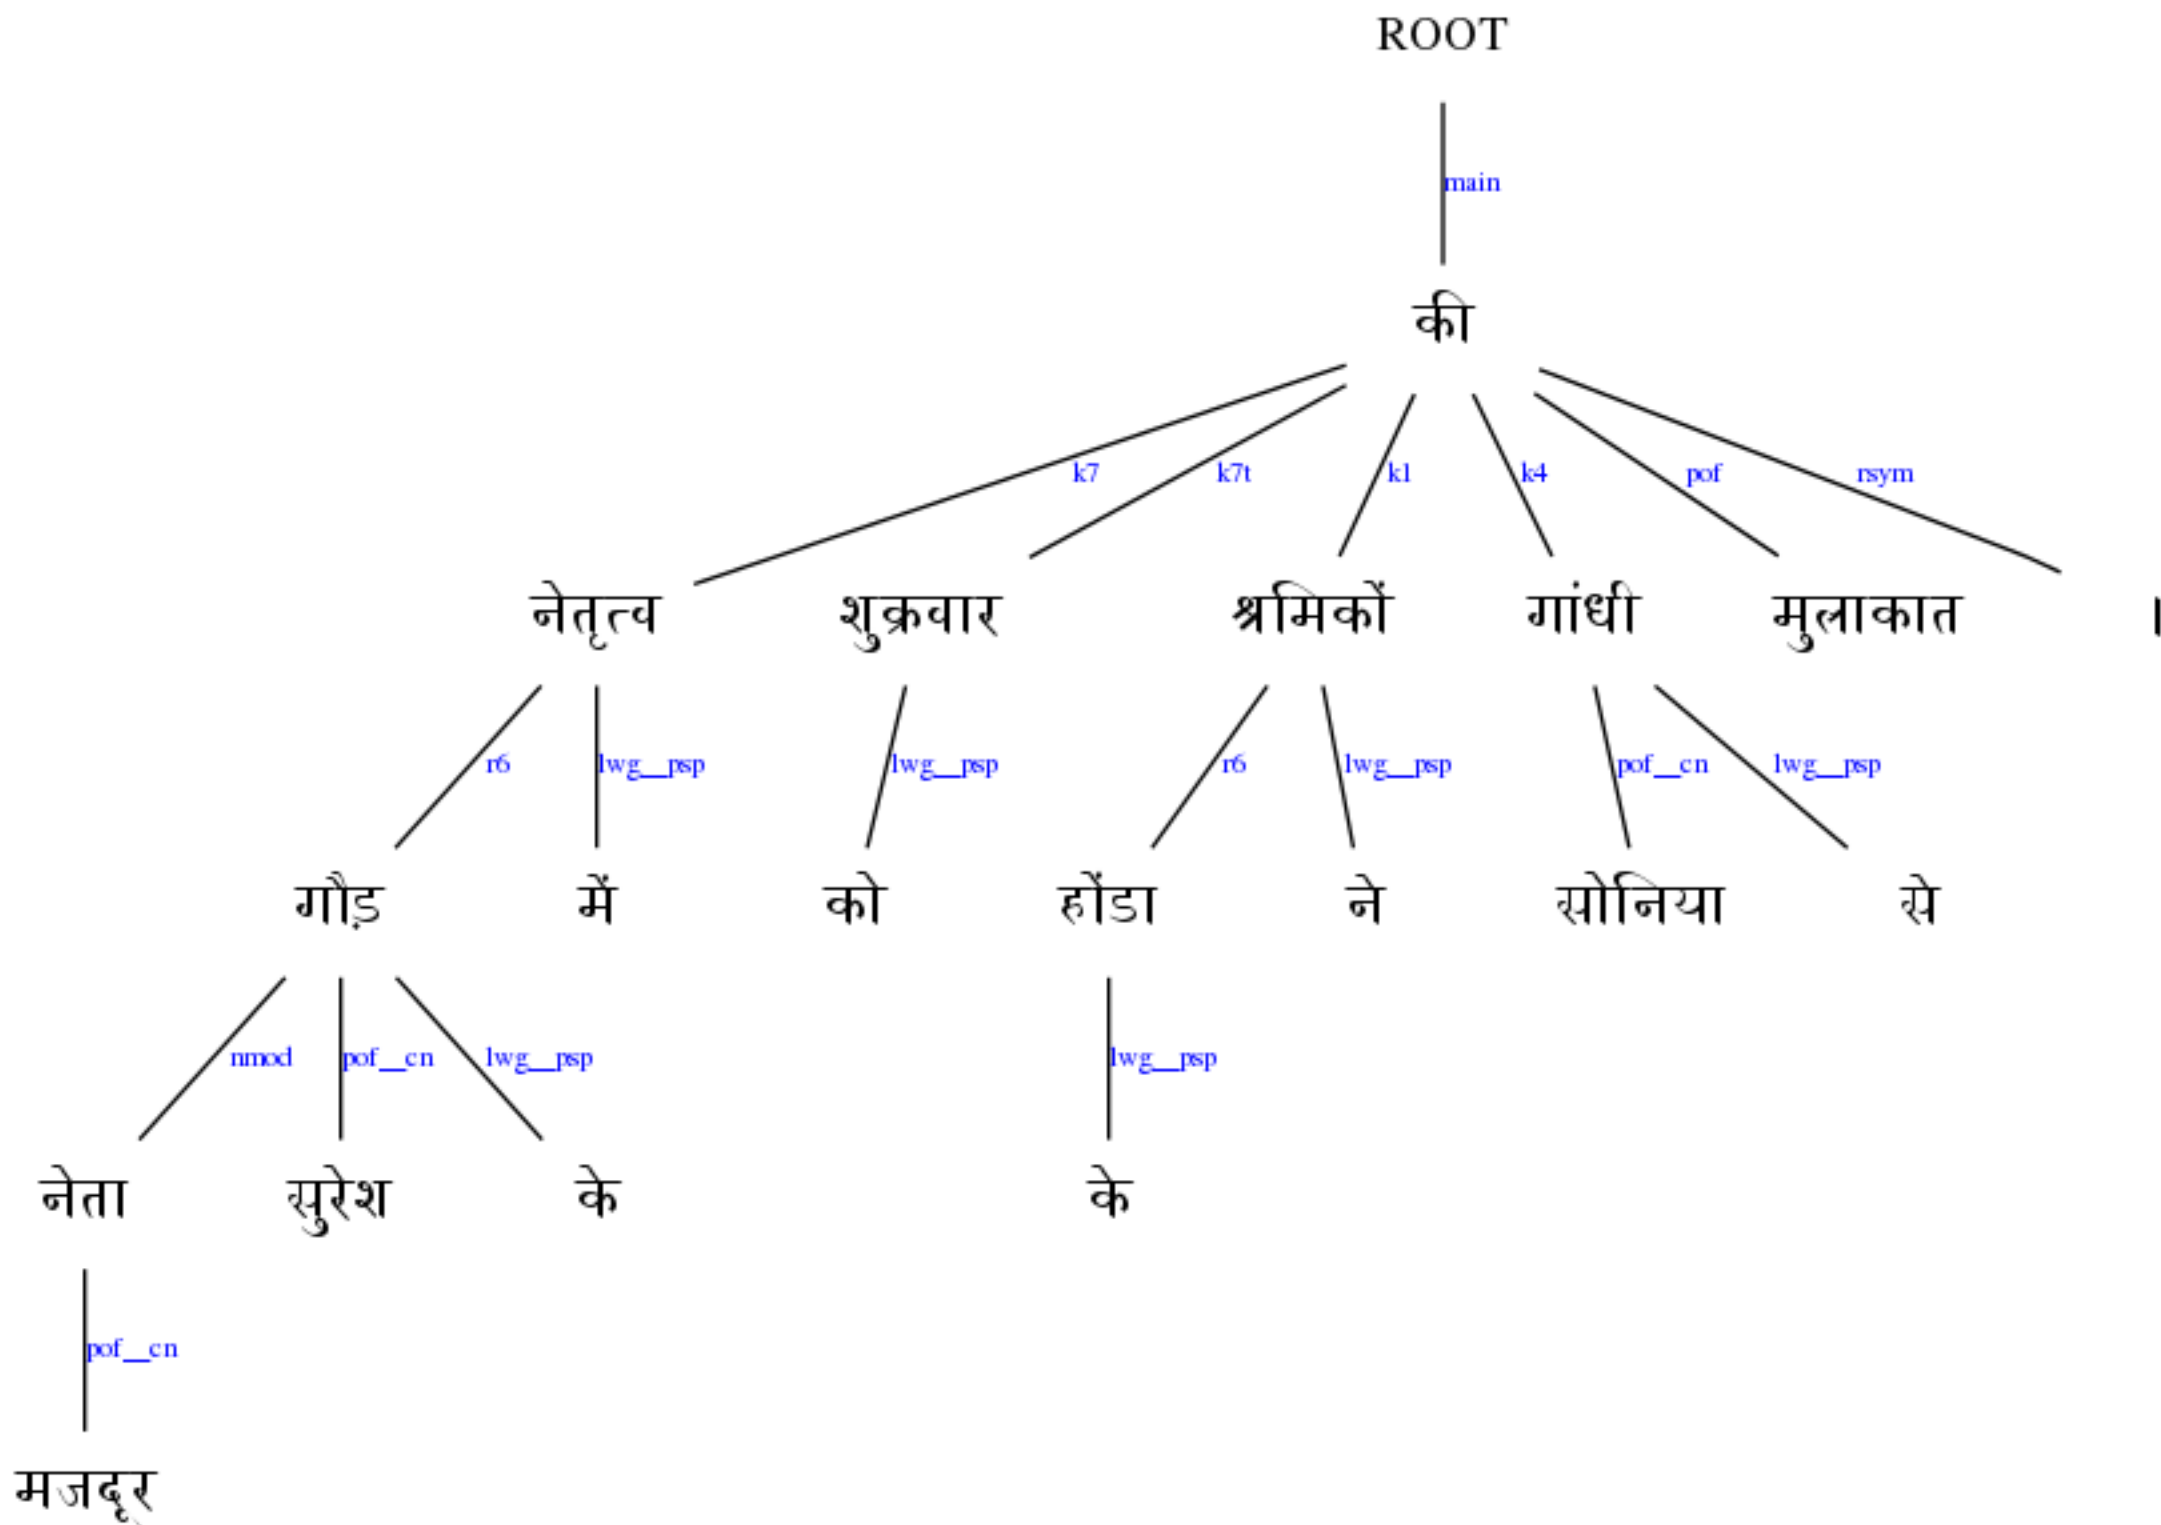 ROOT
main
की
k7 k7t k1 k4 pof rsym
नेतृत्व शुक्रवार श्रमिकों गांधी मुलाकात ।
r6 lwg__psp lwg__psp r6 lwg__psp pof__cn lwg__psp
गौड़ में को होंडा ने सोनिया से
nmod pof__cn lwg__psp lwg__psp
नेता सुरेश के के
pof__cn
मजदूर